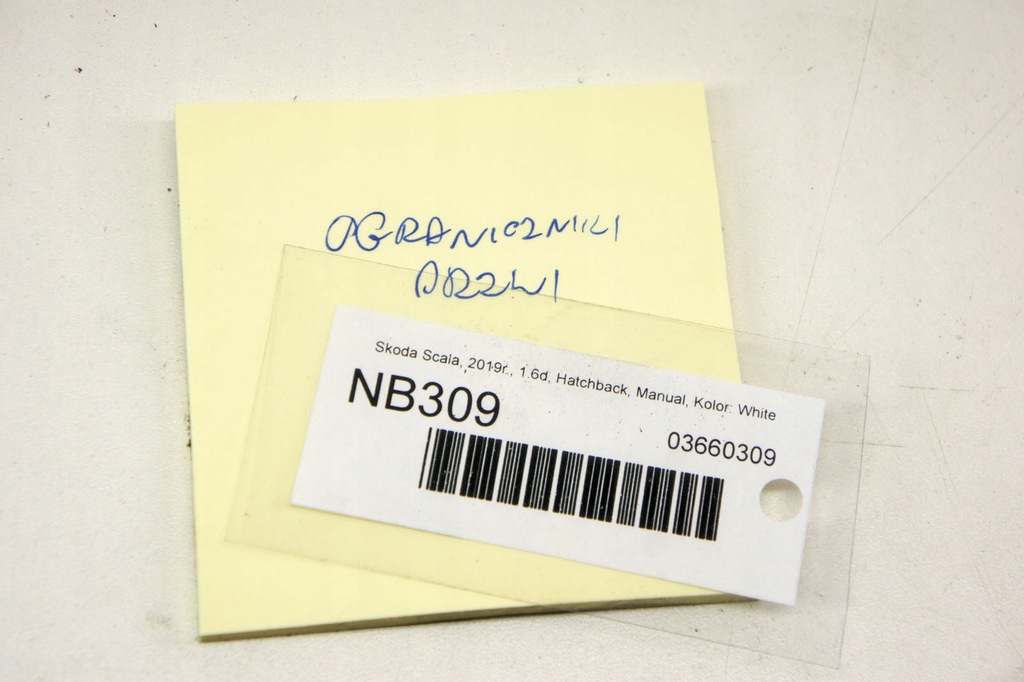 OGRANICZNIKI
DRZWI
Skoda Scala, 2019r., 1.6d, Hatchback, Manual, Kolor: White
NB309
03660309